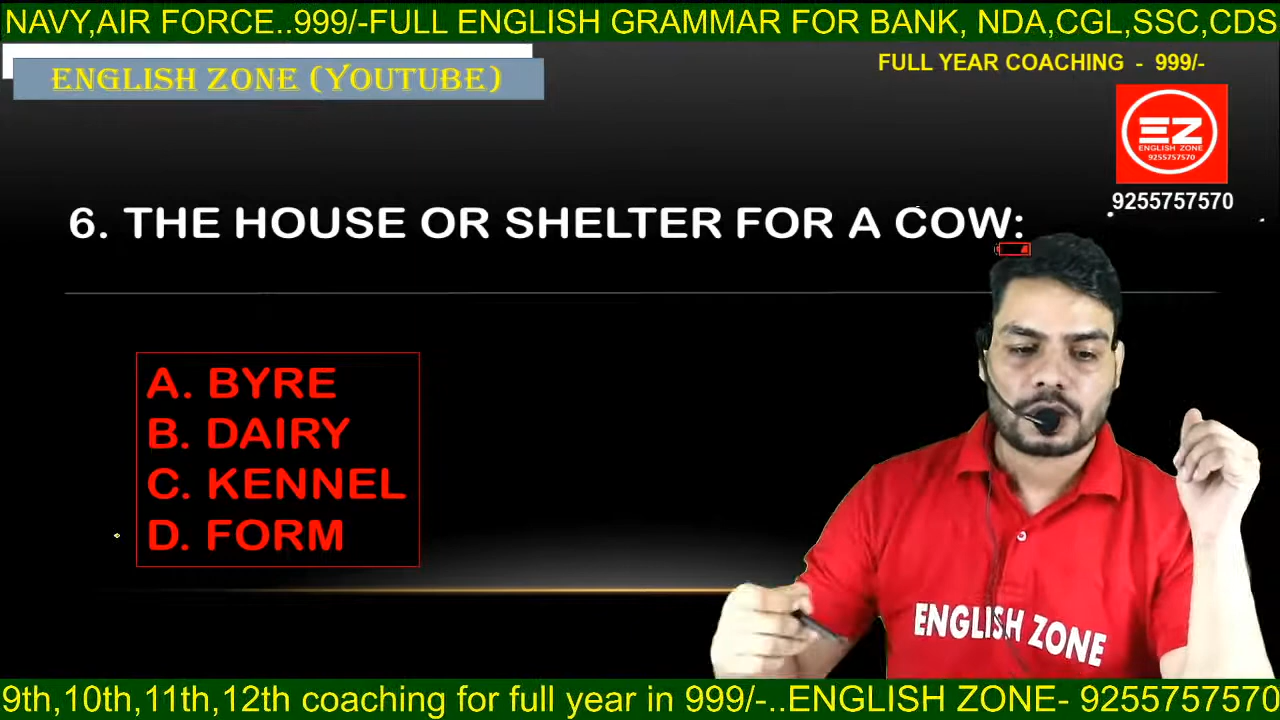 NAVY,AIR FORCE..999/-FULL ENGLISH GRAMMAR FOR BANK, NDA,CGL,SSC,CDS
ENGLISH ZONE (YOUTUBE)
FULL YEAR COACHING - 999/-
EZ
ENGLISH ZONE
9255757570
9255757570
6. THE HOUSE OR SHELTER FOR A COW:
A. BYRE
B. DAIRY
C. KENNEL
D. FORM
ENGLISH ZONE
9th,10th,11th,12th coaching for full year in 999/-..ENGLISH ZONE- 9255757570